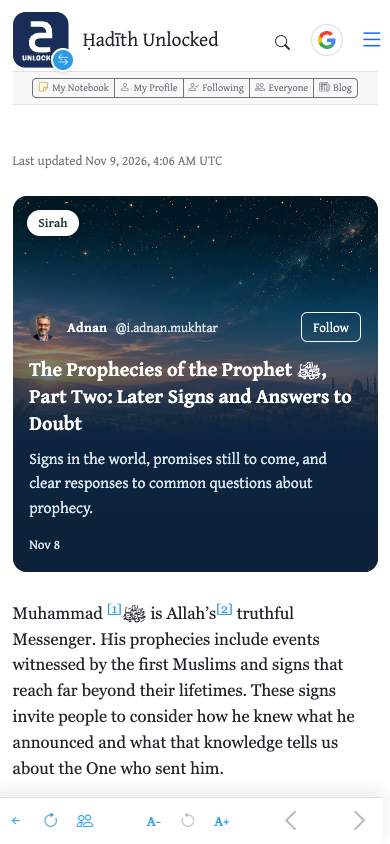 UNLOCK
Ḥadīth Unlocked
My Notebook
My Profile
Following
Everyone
Blog
Last updated Nov 9, 2026, 4:06 AM UTC
Sirah
Adnan @i.adnan.mukhtar
Follow
The Prophecies of the Prophet ﷺ,
Part Two: Later Signs and Answers to
Doubt
Signs in the world, promises still to come, and
clear responses to common questions about
prophecy.
Nov 8
Muhammad [1]ﷺ is Allah’s[2] truthful
Messenger. His prophecies include events
witnessed by the first Muslims and signs that
reach far beyond their lifetimes. These signs
invite people to consider how he knew what he
announced and what that knowledge tells us
about the One who sent him.
A-
A+